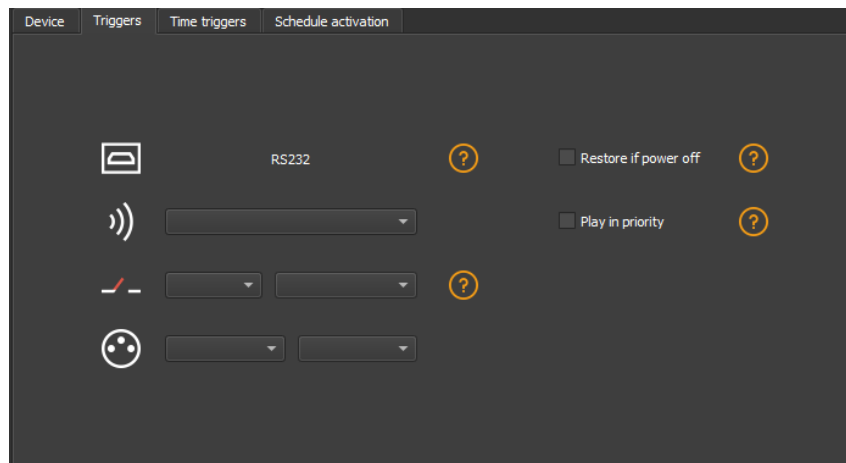 Device
Triggers
Time triggers
Schedule activation
RS232
?
Restore if power off
?
Play in priority
?
?